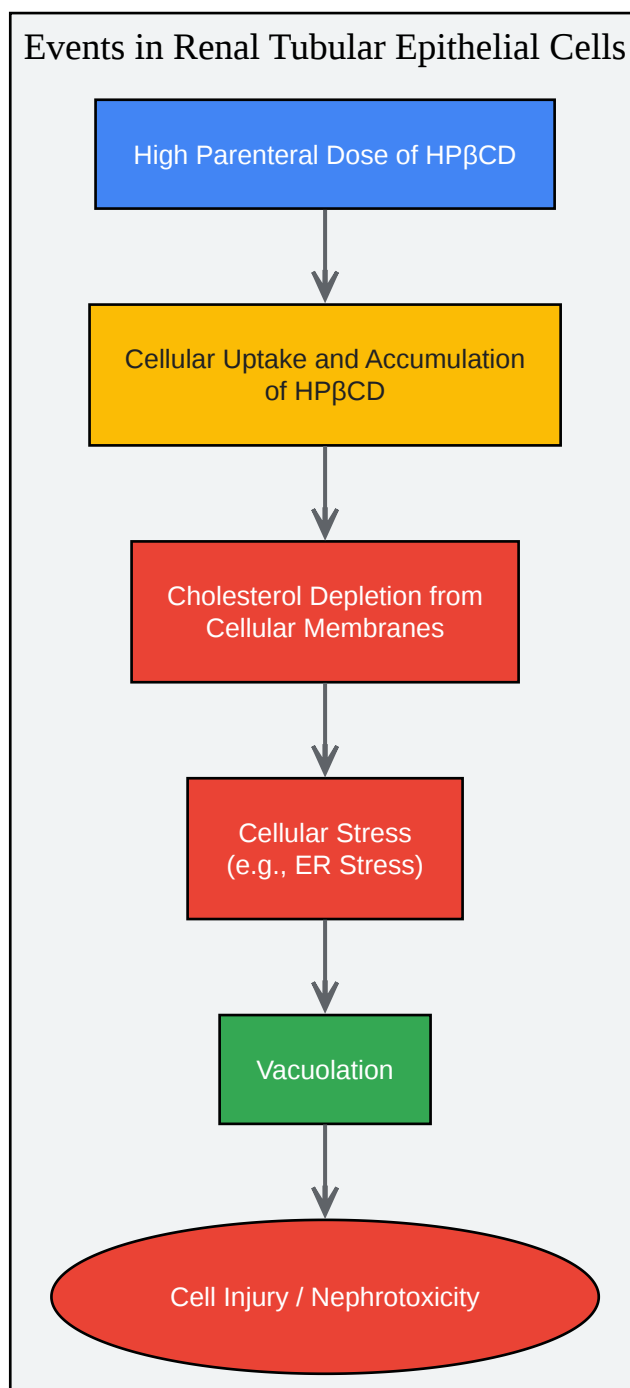 Events in Renal Tubular Epithelial Cells
High Parenteral Dose of HPβCD
Cellular Uptake and Accumulation
of HPβCD
Cholesterol Depletion from
Cellular Membranes
Cellular Stress
(e.g., ER Stress)
Vacuolation
Cell Injury / Nephrotoxicity